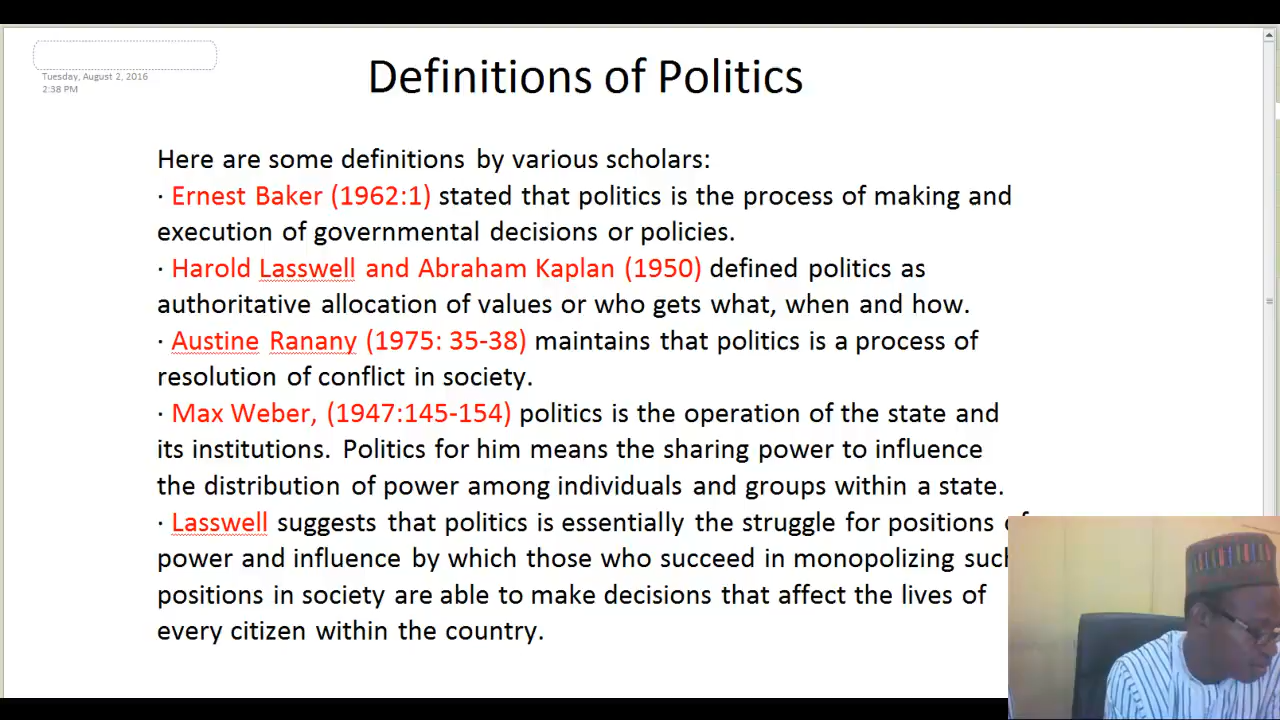 Tuesday, August 2, 2016
2:38 PM
Definitions of Politics
Here are some definitions by various scholars:
· Ernest Baker (1962:1) stated that politics is the process of making and
execution of governmental decisions or policies.
· Harold Lasswell and Abraham Kaplan (1950) defined politics as
authoritative allocation of values or who gets what, when and how.
· Austine Ranany (1975: 35-38) maintains that politics is a process of
resolution of conflict in society.
· Max Weber, (1947:145-154) politics is the operation of the state and
its institutions. Politics for him means the sharing power to influence
the distribution of power among individuals and groups within a state.
· Lasswell suggests that politics is essentially the struggle for positions of
power and influence by which those who succeed in monopolizing such
positions in society are able to make decisions that affect the lives of
every citizen within the country.